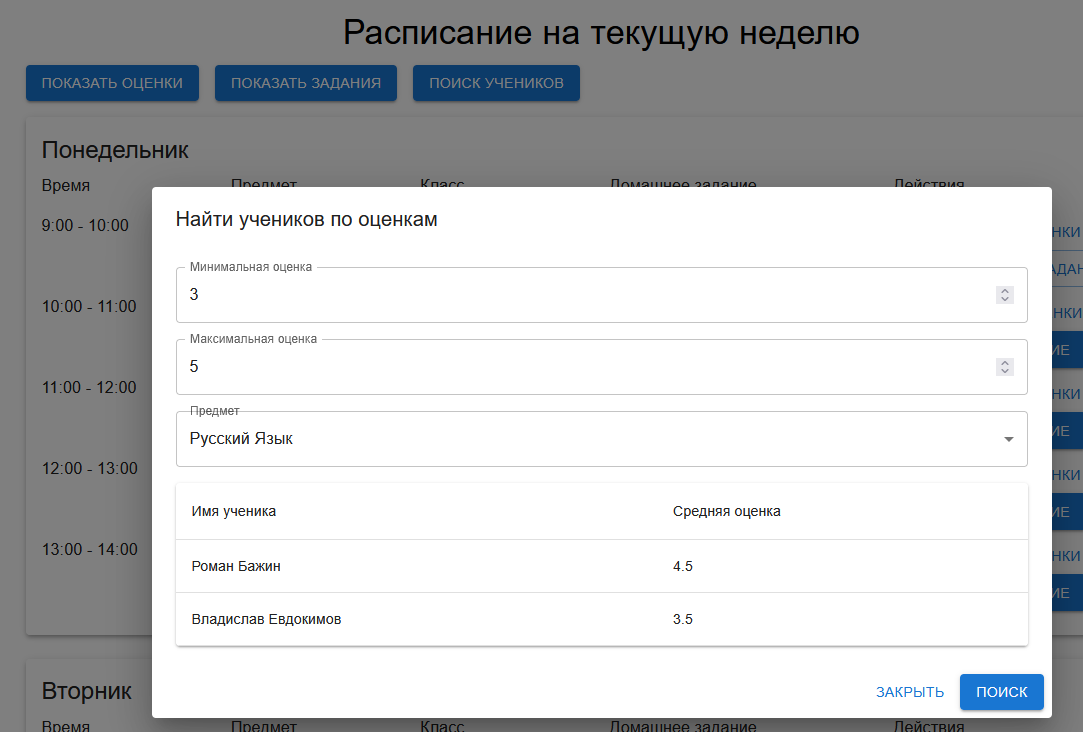 Расписание на текущую неделю
ПОКАЗАТЬ ОЦЕНКИ ПОКАЗАТЬ ЗАДАНИЯ ПОИСК УЧЕНИКОВ
Понедельник
Время Предмет Класс Домашнее задание Действия
9:00 - 10:00
10:00 - 11:00
11:00 - 12:00
12:00 - 13:00
13:00 - 14:00
Найти учеников по оценкам
Минимальная оценка
3
Максимальная оценка
5
Предмет
Русский Язык
Имя ученика Средняя оценка
Роман Бажин 4.5
Владислав Евдокимов 3.5
ЗАКРЫТЬ ПОИСК
Вторник
Время Предмет Класс Домашнее задание Действия